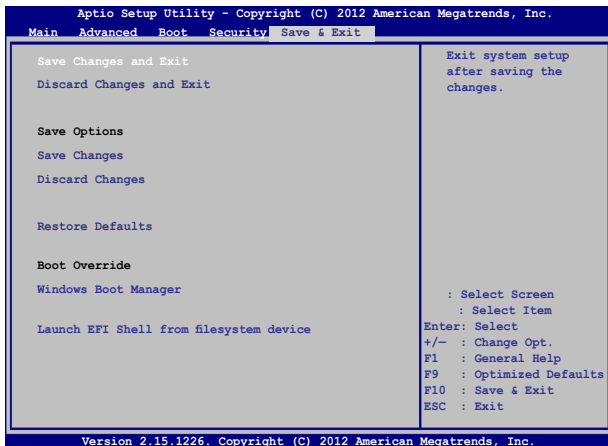 Aptio Setup Utility - Copyright (C) 2012 American Megatrends, Inc.
Main Advanced Boot Security Save & Exit
Save Changes and Exit
Discard Changes and Exit
Save Options
Save Changes
Discard Changes
Restore Defaults
Boot Override
Windows Boot Manager
Launch EFI Shell from filesystem device
Exit system setup
after saving the
changes.
: Select Screen
: Select Item
Enter: Select
+/— : Change Opt.
F1 : General Help
F9 : Optimized Defaults
F10 : Save & Exit
ESC : Exit
Version 2.15.1226. Copyright (C) 2012 American Megatrends, Inc.